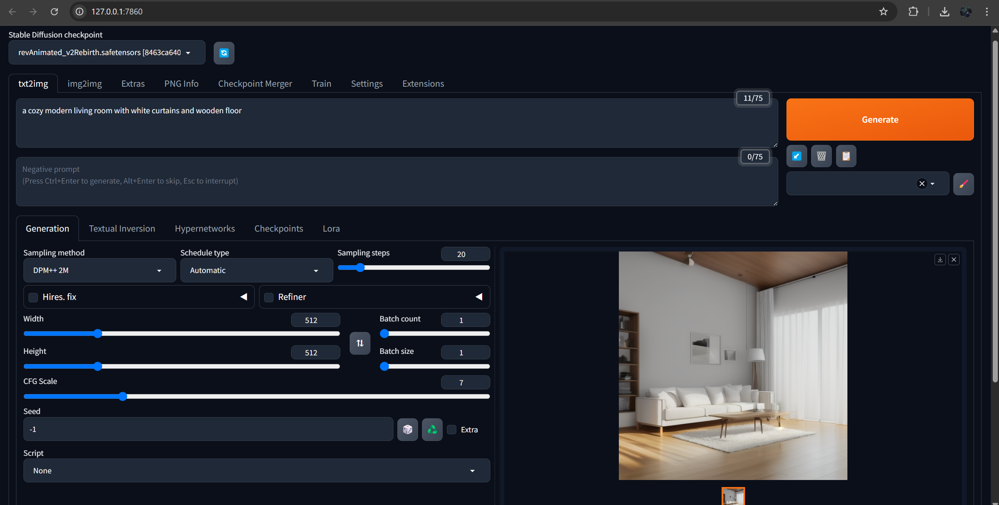 127.0.0.1:7860
Stable Diffusion checkpoint
revAnimated_v2Rebirth.safetensors [8463ca640
txt2img img2img Extras PNG Info Checkpoint Merger Train Settings Extensions
11/75
a cozy modern living room with white curtains and wooden floor
Generate
0/75
Negative prompt
(Press Ctrl+Enter to generate, Alt+Enter to skip, Esc to interrupt)
Generation Textual Inversion Hypernetworks Checkpoints Lora
Sampling method Schedule type Sampling steps 20
DPM++ 2M Automatic
Hires. fix Refiner
Width 512 Batch count 1
Height 512 Batch size 1
CFG Scale 7
Seed
-1 Extra
Script
None